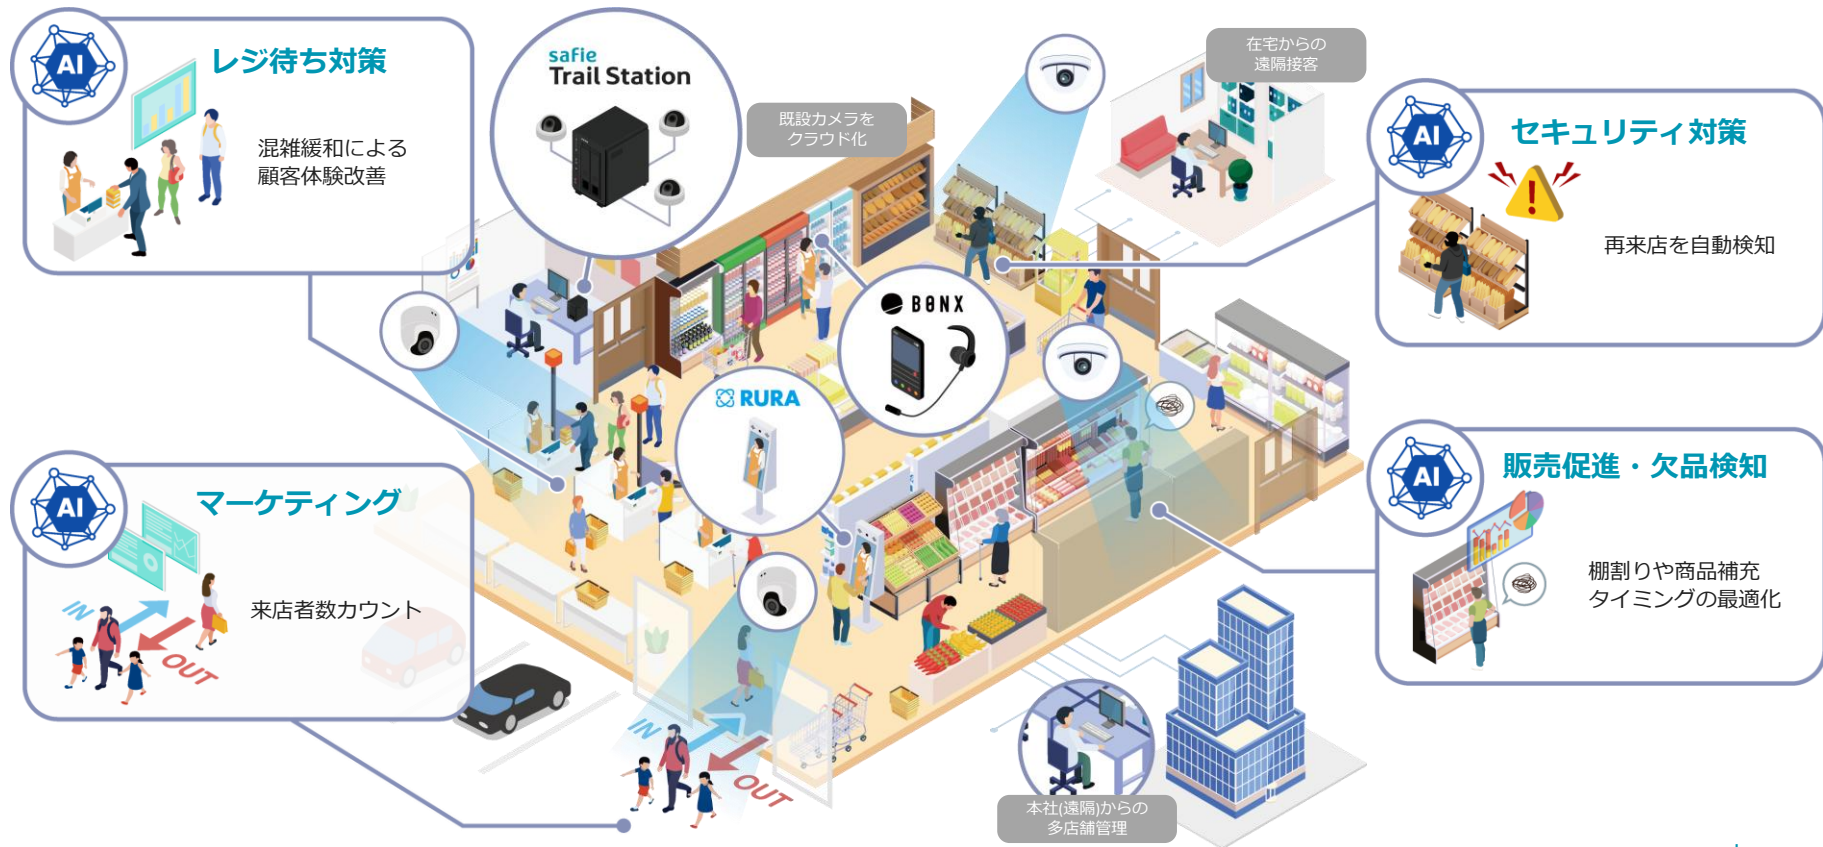 AI
レジ待ち対策
混雑緩和による
顧客体験改善
safie
Trail Station
既設カメラを
クラウド化
在宅からの
遠隔接客
AI
セキュリティ対策
再来店を自動検知
BONX
RURA
AI
マーケティング
来店者数カウント
IN
OUT
AI
販売促進・欠品検知
棚割りや商品補充
タイミングの最適化
IN
OUT
本社(遠隔)からの
多店舗管理